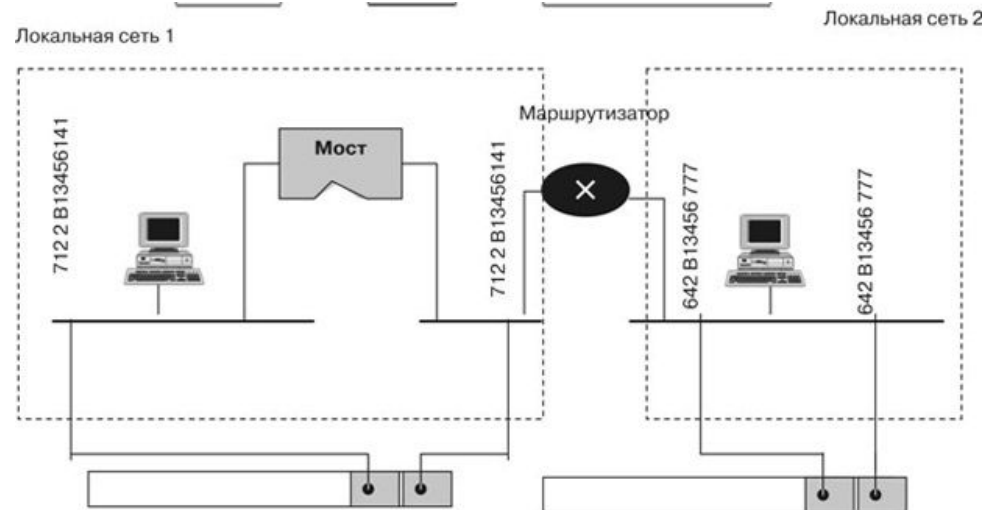 Локальная сеть 1
Локальная сеть 2
712 2 B13456141
Мост
712 2 B13456141
Маршрутизатор
642 B13456 777
642 B13456 777